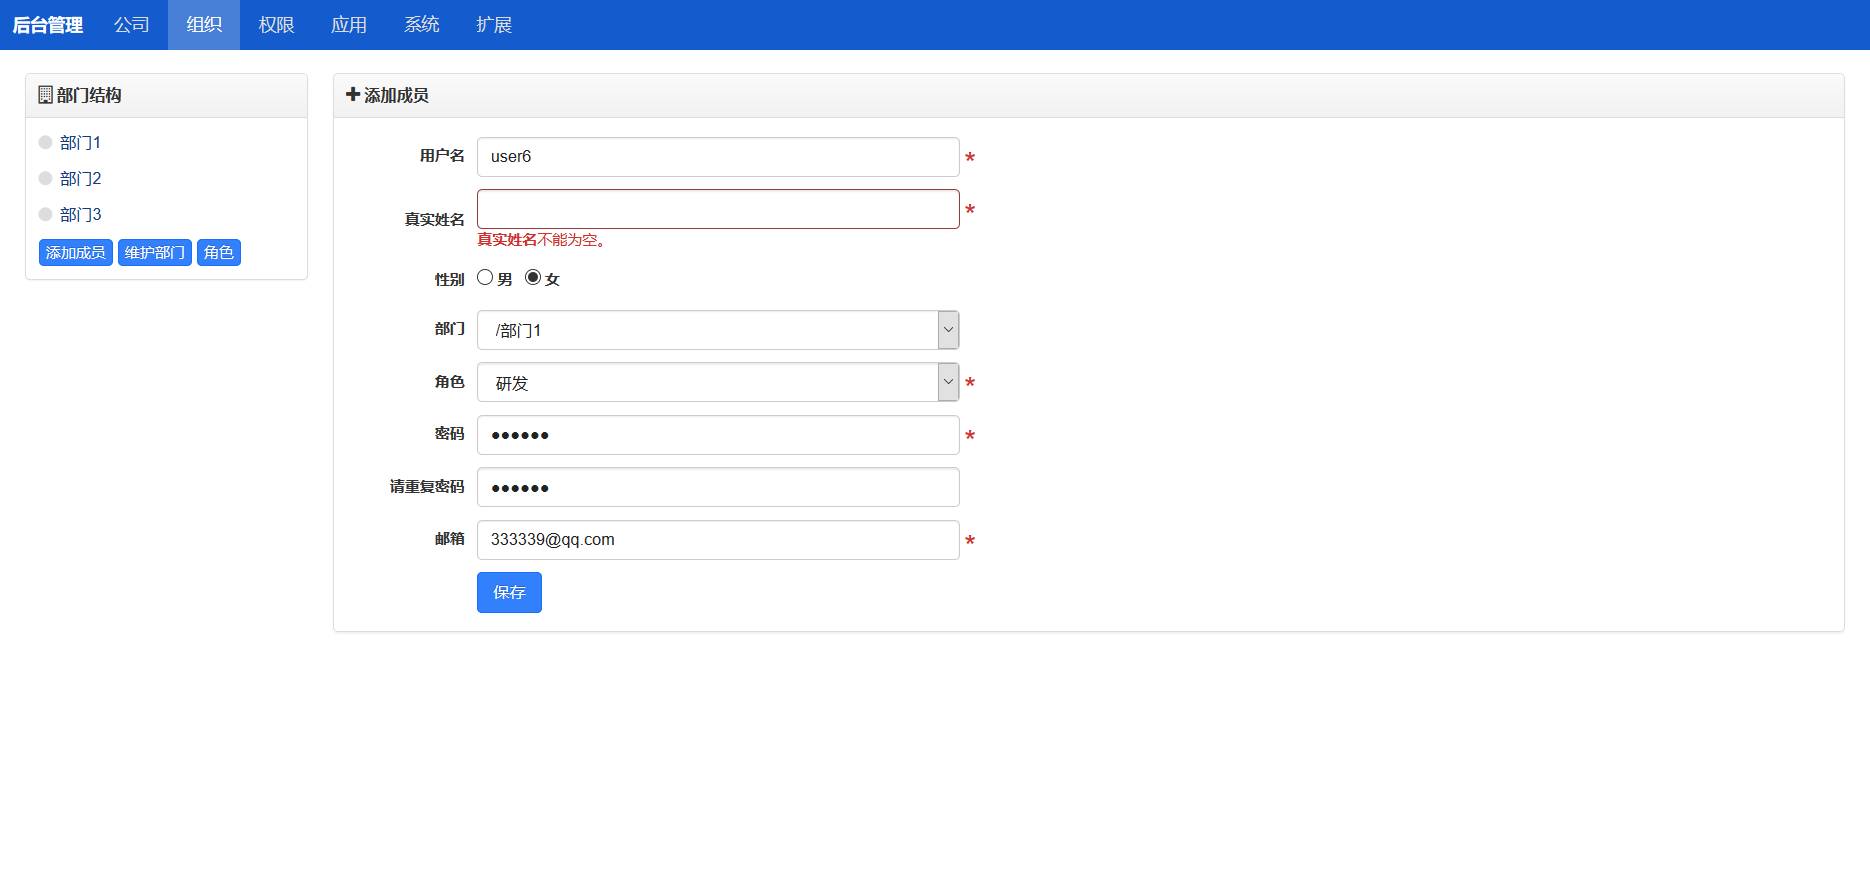 后台管理 公司 组织 权限 应用 系统 扩展
部门结构
部门1
部门2
部门3
添加成员 维护部门 角色
添加成员
用户名 user6 *
真实姓名 *
真实姓名不能为空。
性别 男 女
部门 /部门1
角色 研发 *
密码 ●●●●●● *
请重复密码 ●●●●●●
邮箱 333339@qq.com *
保存